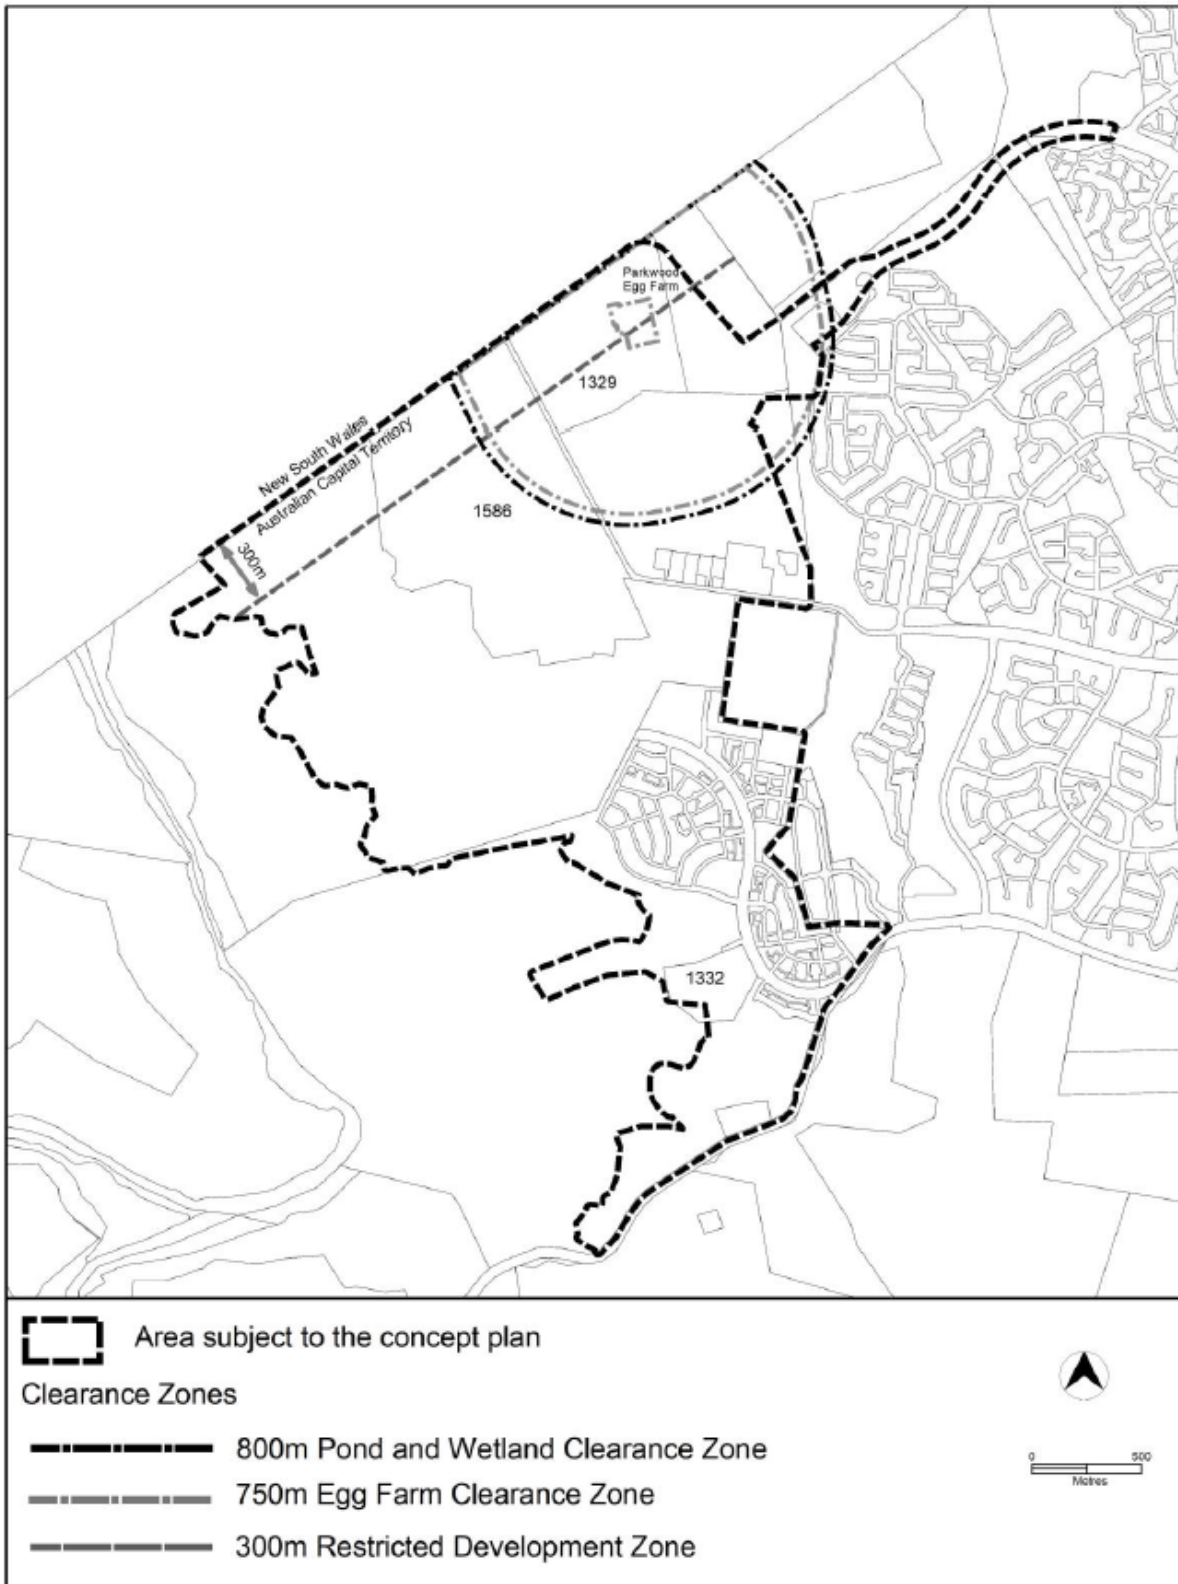 Parkwood
Egg Farm
1329
New South Wales
Australian Capital Territory
1586
300m
1332
Area subject to the concept plan
Clearance Zones
800m Pond and Wetland Clearance Zone
0 500
Metres
750m Egg Farm Clearance Zone
300m Restricted Development Zone